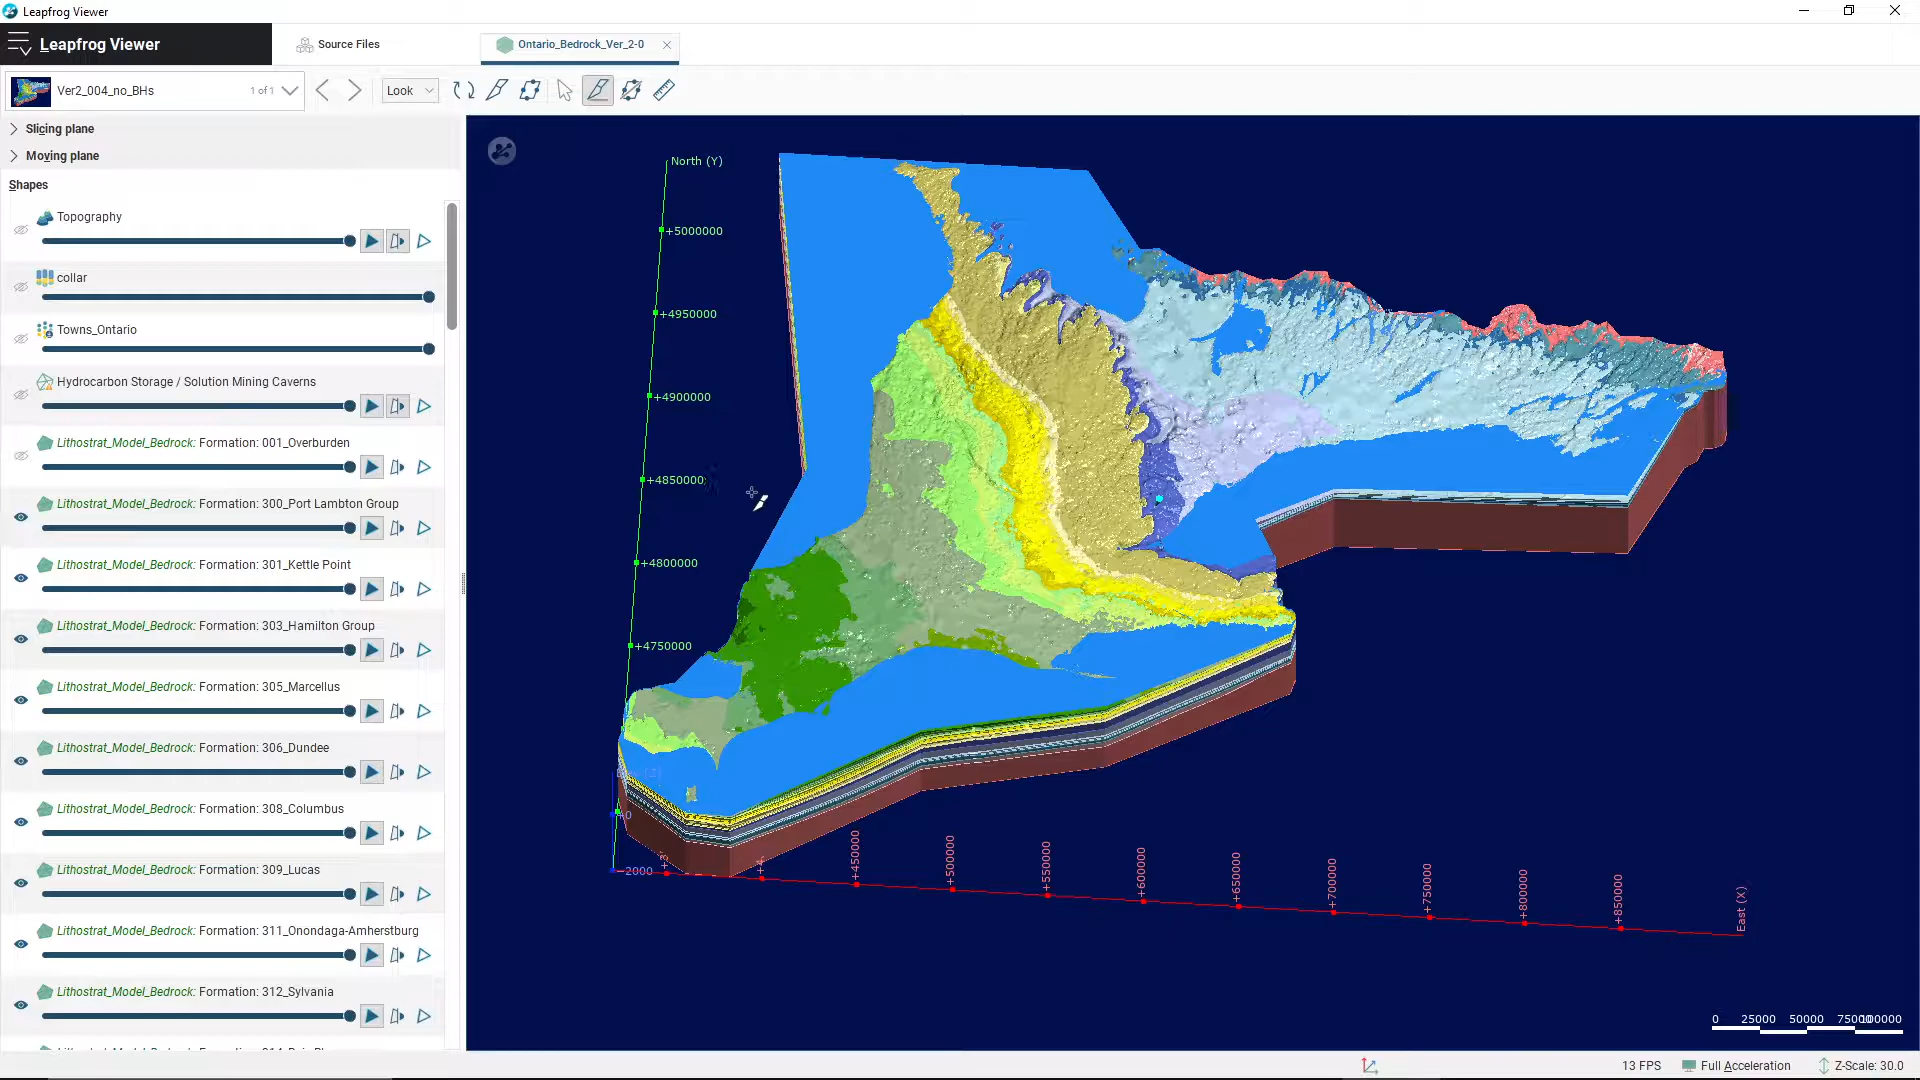 Leapfrog Viewer
Leapfrog Viewer
Source Files
Ontario_Bedrock_Ver_2-0
Ver2_004_no_BHs
1 of 1
Look
Slicing plane
Moving plane
Shapes
Topography
collar
Towns_Ontario
Hydrocarbon Storage / Solution Mining Caverns
Lithostrat_Model_Bedrock: Formation: 001_Overburden
Lithostrat_Model_Bedrock: Formation: 300_Port Lambton Group
Lithostrat_Model_Bedrock: Formation: 301_Kettle Point
Lithostrat_Model_Bedrock: Formation: 303_Hamilton Group
Lithostrat_Model_Bedrock: Formation: 305_Marcellus
Lithostrat_Model_Bedrock: Formation: 306_Dundee
Lithostrat_Model_Bedrock: Formation: 308_Columbus
Lithostrat_Model_Bedrock: Formation: 309_Lucas
Lithostrat_Model_Bedrock: Formation: 311_Onondaga-Amherstburg
Lithostrat_Model_Bedrock: Formation: 312_Sylvania
North (Y)
+5000000
+4950000
+4900000
+4850000
+4800000
+4750000
+0
-2000
+450000
+500000
+550000
+600000
+650000
+700000
+750000
+800000
+850000
East (X)
0
25000
50000
75000
100000
13 FPS
Full Acceleration
Z-Scale: 30.0